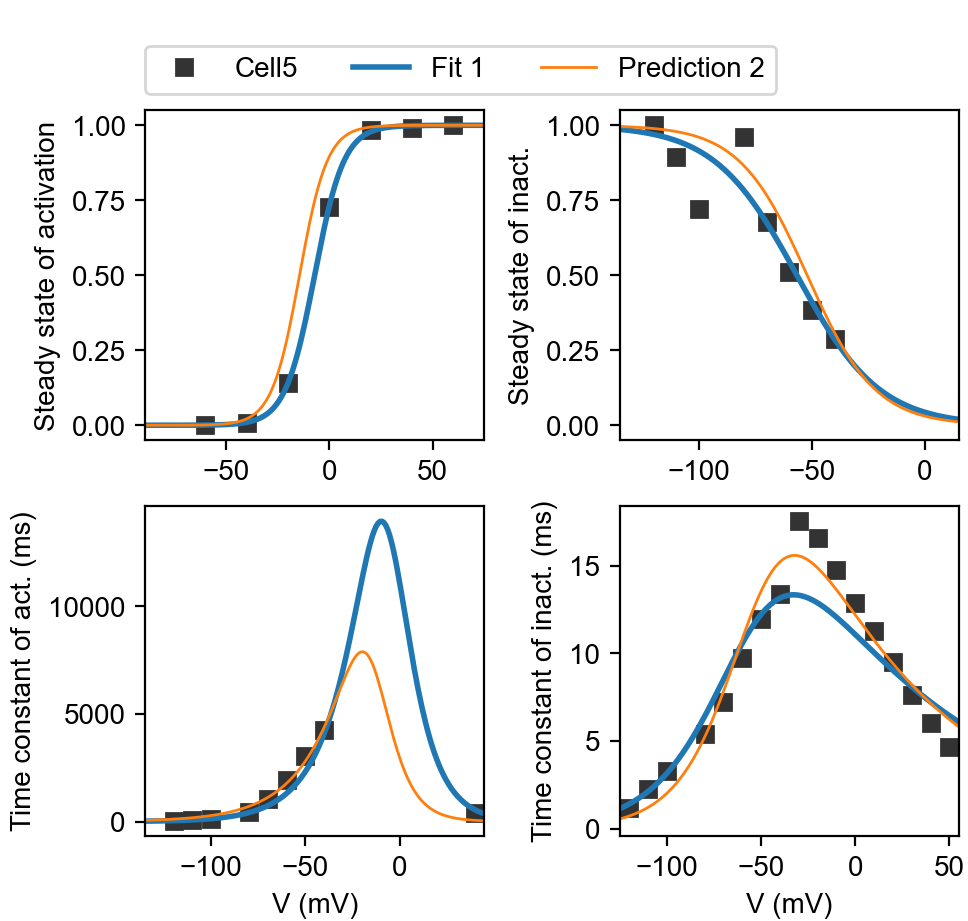 Cell5 Fit 1 Prediction 2
Steady state of activation
1.00
0.75
0.50
0.25
0.00
−50 0 50
Steady state of inact.
1.00
0.75
0.50
0.25
0.00
−100 −50 0
Time constant of act. (ms)
10000
5000
0
−100 −50 0
V (mV)
Time constant of inact. (ms)
15
10
5
0
−100 −50 0 50
V (mV)